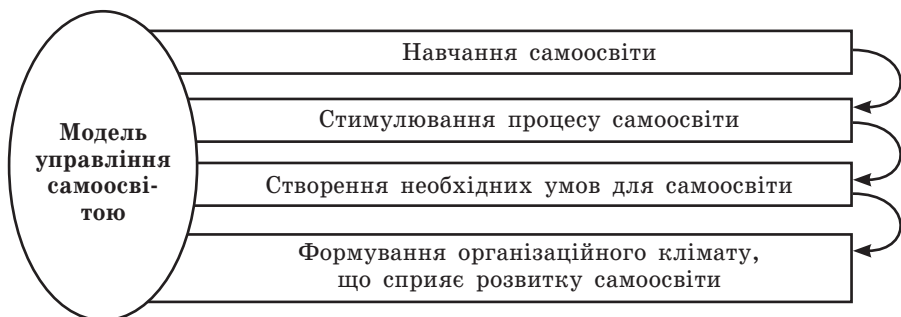 Модель
управління
самоосві-
тою
Навчання самоосвіти
Стимулювання процесу самоосвіти
Створення необхідних умов для самоосвіти
Формування організаційного клімату,
що сприяє розвитку самоосвіти